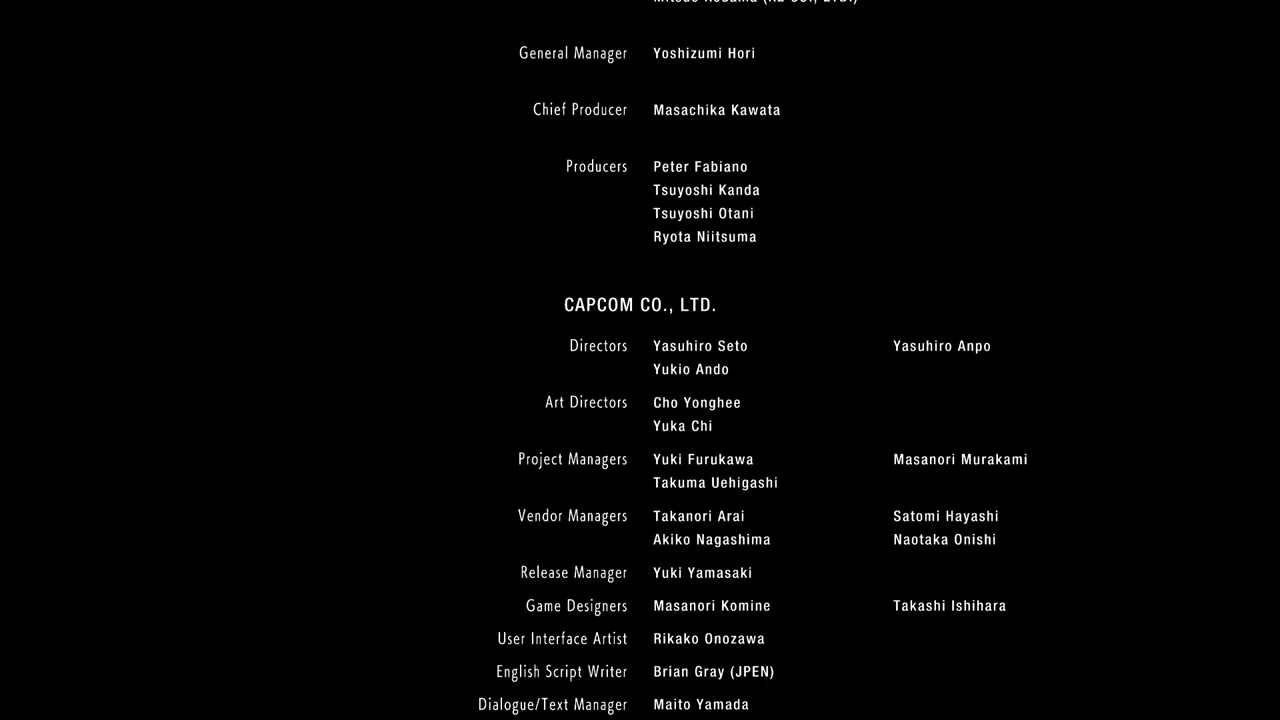 General Manager Yoshizumi Hori
Chief Producer Masachika Kawata
Producers Peter Fabiano
Tsuyoshi Kanda
Tsuyoshi Otani
Ryota Niitsuma
CAPCOM CO., LTD.
Directors Yasuhiro Seto Yasuhiro Anpo
Yukio Ando
Art Directors Cho Yonghee
Yuka Chi
Project Managers Yuki Furukawa Masanori Murakami
Takuma Uehigashi
Vendor Managers Takanori Arai Satomi Hayashi
Akiko Nagashima Naotaka Onishi
Release Manager Yuki Yamasaki
Game Designers Masanori Komine Takashi Ishihara
User Interface Artist Rikako Onozawa
English Script Writer Brian Gray (JPEN)
Dialogue/Text Manager Maito Yamada